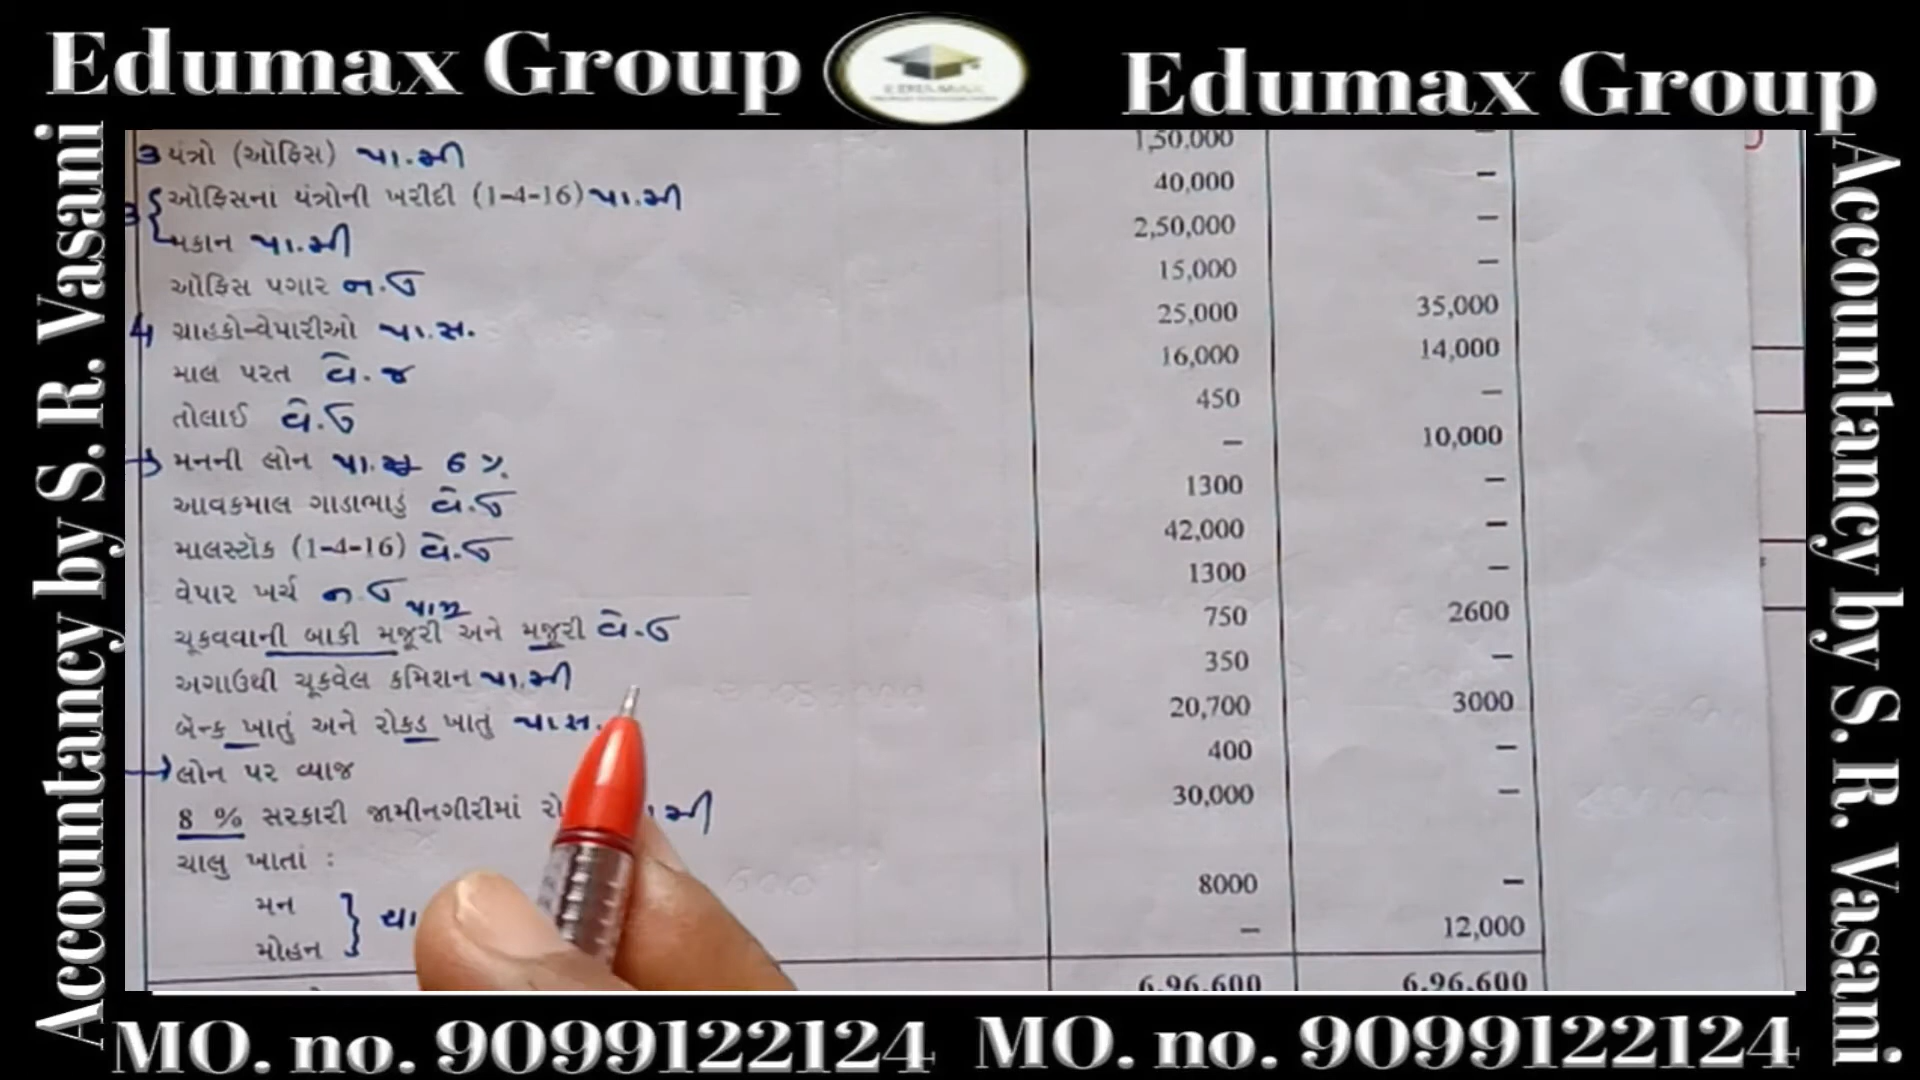 Edumax Group
Edumax Group
Accountancy by S. R. Vasani
Accountancy by S. R. Vasani
1,50,000 –
3 યંત્રો (ઑફિસ) પા.મી
40,000 –
3 ઑફિસનાં યંત્રોની ખરીદી (1-4-16) પા.મી
2,50,000 –
મકાન પા.મી
15,000 –
ઑફિસ પગાર ન.ઉ
25,000 35,000
4 ગ્રાહકો-વેપારીઓ પા.સ.
16,000 14,000
માલ પરત વે.જ
450 –
તોલાઈ વે.ઉ
– 10,000
મનની લોન પા. 6 %
1300 –
આવકમાલ ગાડાભાડું વે.ઉ
42,000 –
માલસ્ટૉક (1-4-16) વે.ઉ
1300 –
વેપાર ખર્ચ ન.ઉ
750 2600
ચૂકવવાની બાકી મજૂરી અને મજૂરી વે.ઉ
350 –
અગાઉથી ચૂકવેલ કમિશન પા.મી
20,700 3000
બૅન્ક ખાતું અને રોકડ ખાતું પા.સ.
400 –
લોન પર વ્યાજ
30,000 –
8 % સરકારી જામીનગીરીમાં મી
ચાલુ ખાતાં :
8000 –
મન
– 12,000
મોહન
6,96,600 6,96,600
MO. no. 9099122124 MO. no. 9099122124